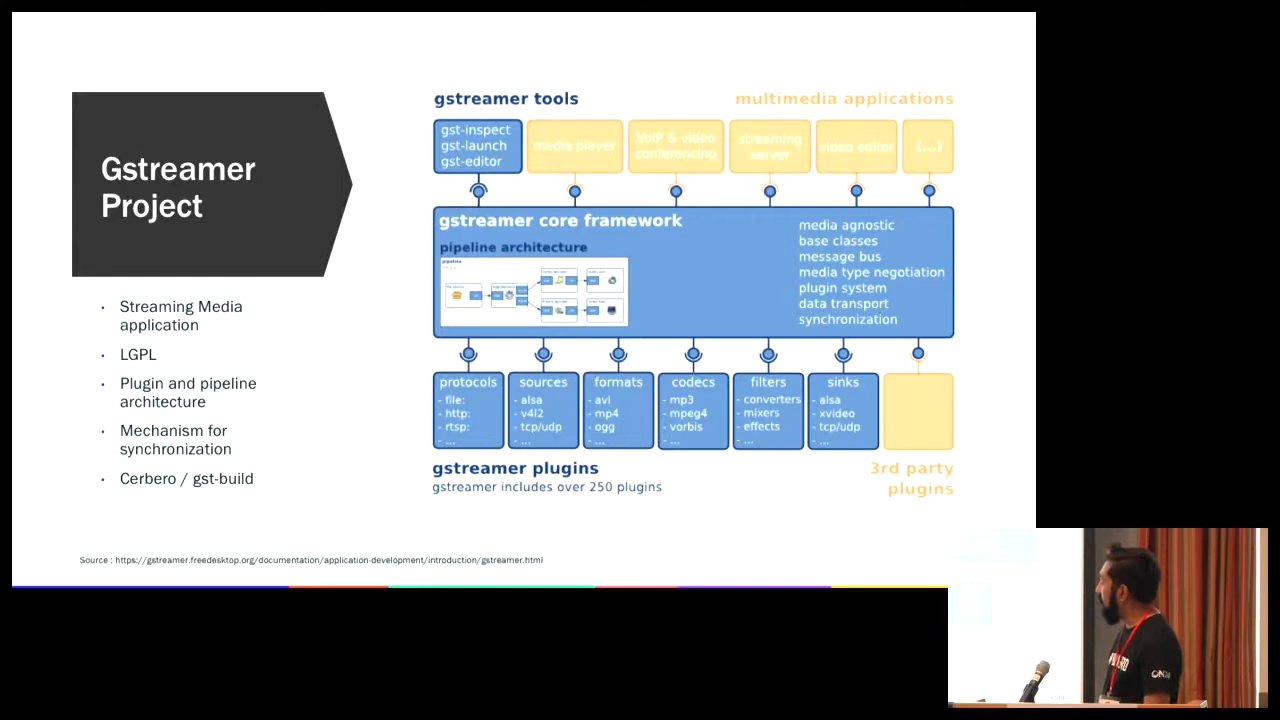 Gstreamer
Project
• Streaming Media
application
• LGPL
• Plugin and pipeline
architecture
• Mechanism for
synchronization
• Cerbero / gst-build
gstreamer tools
multimedia applications
gst-inspect
gst-launch
gst-editor
media player
VoIP & video
conferencing
streaming
server
video editor
(...)
gstreamer core framework
pipeline architecture
pipeline
media agnostic
base classes
message bus
media type negotiation
plugin system
data transport
synchronization
protocols
- file:
- http:
- rtsp:
- ...
sources
- alsa
- v4l2
- tcp/udp
- ...
formats
- avi
- mp4
- ogg
- ...
codecs
- mp3
- mpeg4
- vorbis
- ...
filters
- converters
- mixers
- effects
- ...
sinks
- alsa
- xvideo
- tcp/udp
- ...
gstreamer plugins
gstreamer includes over 250 plugins
3rd party
plugins
Source : https://gstreamer.freedesktop.org/documentation/application-development/introduction/gstreamer.html